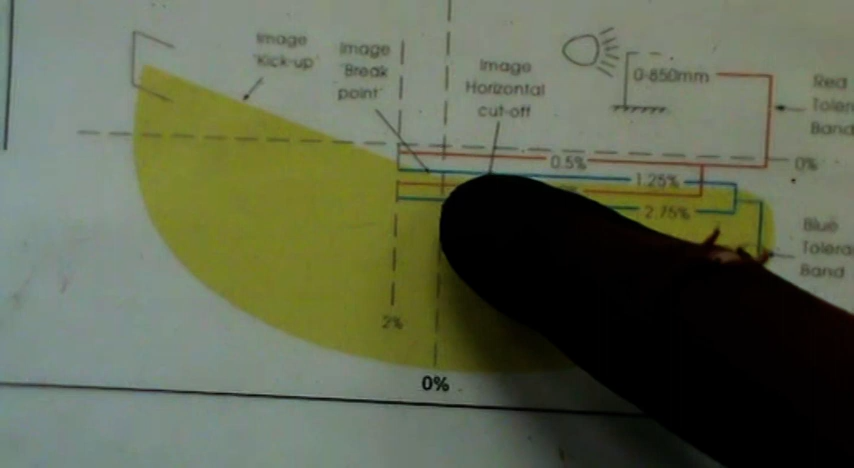 Image
'Kick-up'
Image
'Break
point'
Image
Horizontal
cut-off
0-850mm
Red
Toler
Band
0%
0.5%
1.25%
2.75%
Blue
Tolera
Band
2%
0%